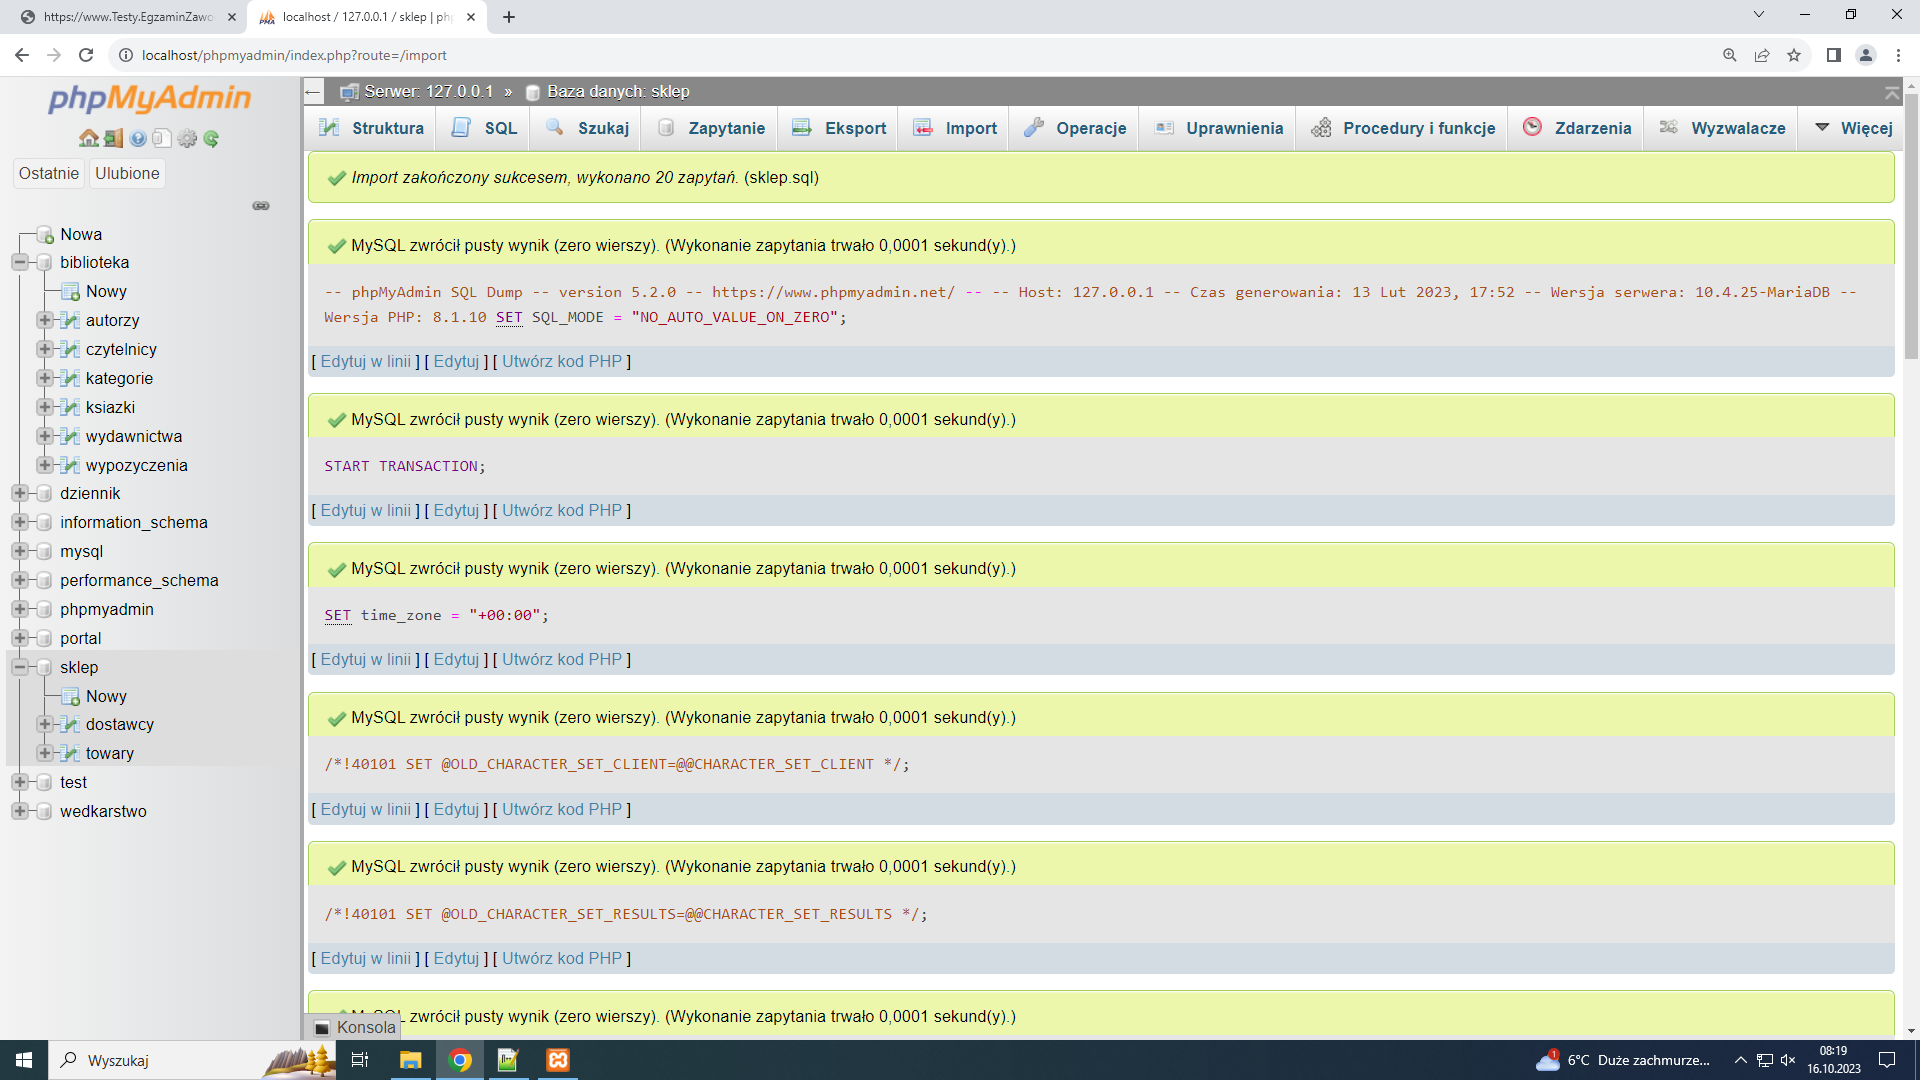 https://www.Testy.EgzaminZawo
localhost / 127.0.0.1 / sklep | php
localhost/phpmyadmin/index.php?route=/import
phpMyAdmin
Ostatnie
Ulubione
Nowa
biblioteka
Nowy
autorzy
czytelnicy
kategorie
ksiazki
wydawnictwa
wypozyczenia
dziennik
information_schema
mysql
performance_schema
phpmyadmin
portal
sklep
Nowy
dostawcy
towary
test
wedkarstwo
Serwer: 127.0.0.1 » Baza danych: sklep
Struktura SQL Szukaj Zapytanie Eksport Import Operacje Uprawnienia Procedury i funkcje Zdarzenia Wyzwalacze Więcej
Import zakończony sukcesem, wykonano 20 zapytań. (sklep.sql)
MySQL zwrócił pusty wynik (zero wierszy). (Wykonanie zapytania trwało 0,0001 sekund(y).)
-- phpMyAdmin SQL Dump -- version 5.2.0 -- https://www.phpmyadmin.net/ -- -- Host: 127.0.0.1 -- Czas generowania: 13 Lut 2023, 17:52 -- Wersja serwera: 10.4.25-MariaDB --
Wersja PHP: 8.1.10 SET SQL_MODE = "NO_AUTO_VALUE_ON_ZERO";
[ Edytuj w linii ] [ Edytuj ] [ Utwórz kod PHP ]
MySQL zwrócił pusty wynik (zero wierszy). (Wykonanie zapytania trwało 0,0001 sekund(y).)
START TRANSACTION;
[ Edytuj w linii ] [ Edytuj ] [ Utwórz kod PHP ]
MySQL zwrócił pusty wynik (zero wierszy). (Wykonanie zapytania trwało 0,0001 sekund(y).)
SET time_zone = "+00:00";
[ Edytuj w linii ] [ Edytuj ] [ Utwórz kod PHP ]
MySQL zwrócił pusty wynik (zero wierszy). (Wykonanie zapytania trwało 0,0001 sekund(y).)
/*!40101 SET @OLD_CHARACTER_SET_CLIENT=@@CHARACTER_SET_CLIENT */;
[ Edytuj w linii ] [ Edytuj ] [ Utwórz kod PHP ]
MySQL zwrócił pusty wynik (zero wierszy). (Wykonanie zapytania trwało 0,0001 sekund(y).)
/*!40101 SET @OLD_CHARACTER_SET_RESULTS=@@CHARACTER_SET_RESULTS */;
[ Edytuj w linii ] [ Edytuj ] [ Utwórz kod PHP ]
MySQL zwrócił pusty wynik (zero wierszy). (Wykonanie zapytania trwało 0,0001 sekund(y).)
Konsola
Wyszukaj
1
6°C Duże zachmurze...
08:19
16.10.2023